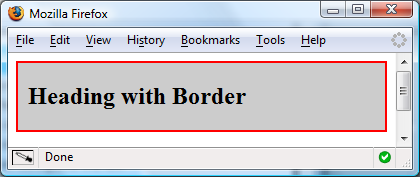 Mozilla Firefox
File Edit View History Bookmarks Tools Help
Heading with Border
Done